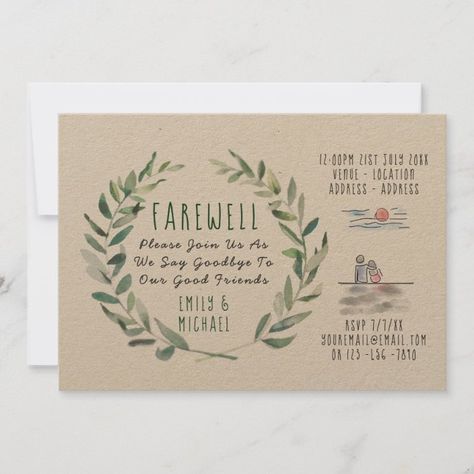 FAREWELL
Please Join Us As
We Say Goodbye To
Our Good Friends
EMILY &
MICHAEL
12:00PM 21ST JULY 20XX
VENUE - LOCATION
ADDRESS - ADDRESS
RSVP 7/7/XX
YOUREMAIL@EMAIL.COM
OR 123 -456 -7890